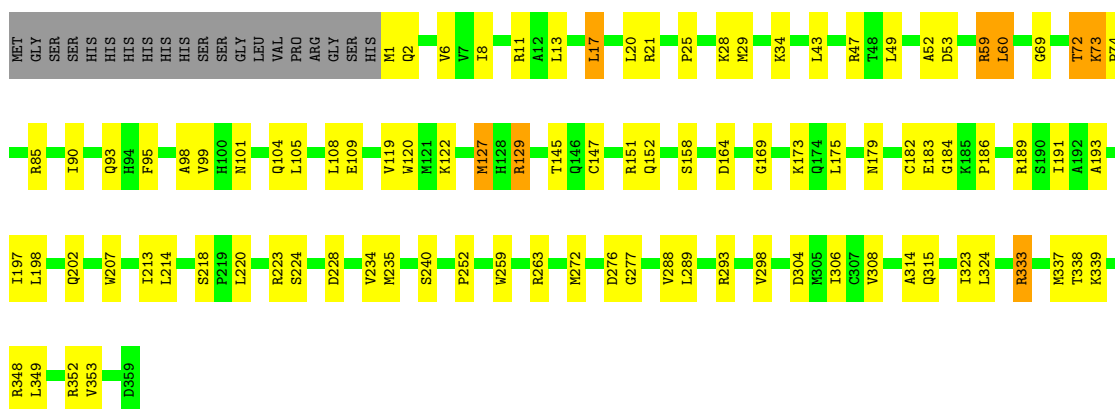 MET GLY SER SER HIS HIS HIS HIS HIS HIS SER SER GLY LEU VAL PRO ARG GLY SER HIS M1 Q2 V6 V7 I8 R11 A12 L13 L17 L20 R21 P25 K28 M29 K34 L43 R47 T48 L49 A52 D53 R59 L60 G69 T72 K73
R85 I90 Q93 H94 F95 A98 V99 H100 N101 Q104 L105 L108 E109 V119 W120 M121 K122 M127 H128 R129 T145 Q146 C147 R151 Q152 S158 D164 G169 K173 Q174 L175 N179 C182 E183 G184 K185 P186 R189 S190 I191 A192 A193
I197 L198 Q202 W207 I213 L214 S218 P219 L220 R223 S224 D228 V234 M235 S240 P252 W259 R263 M272 D276 G277 V288 L289 R293 V298 D304 M305 I306 C307 V308 A314 Q315 I323 L324 R333 M337 T338 K339
R348 L349 R352 V353 D359